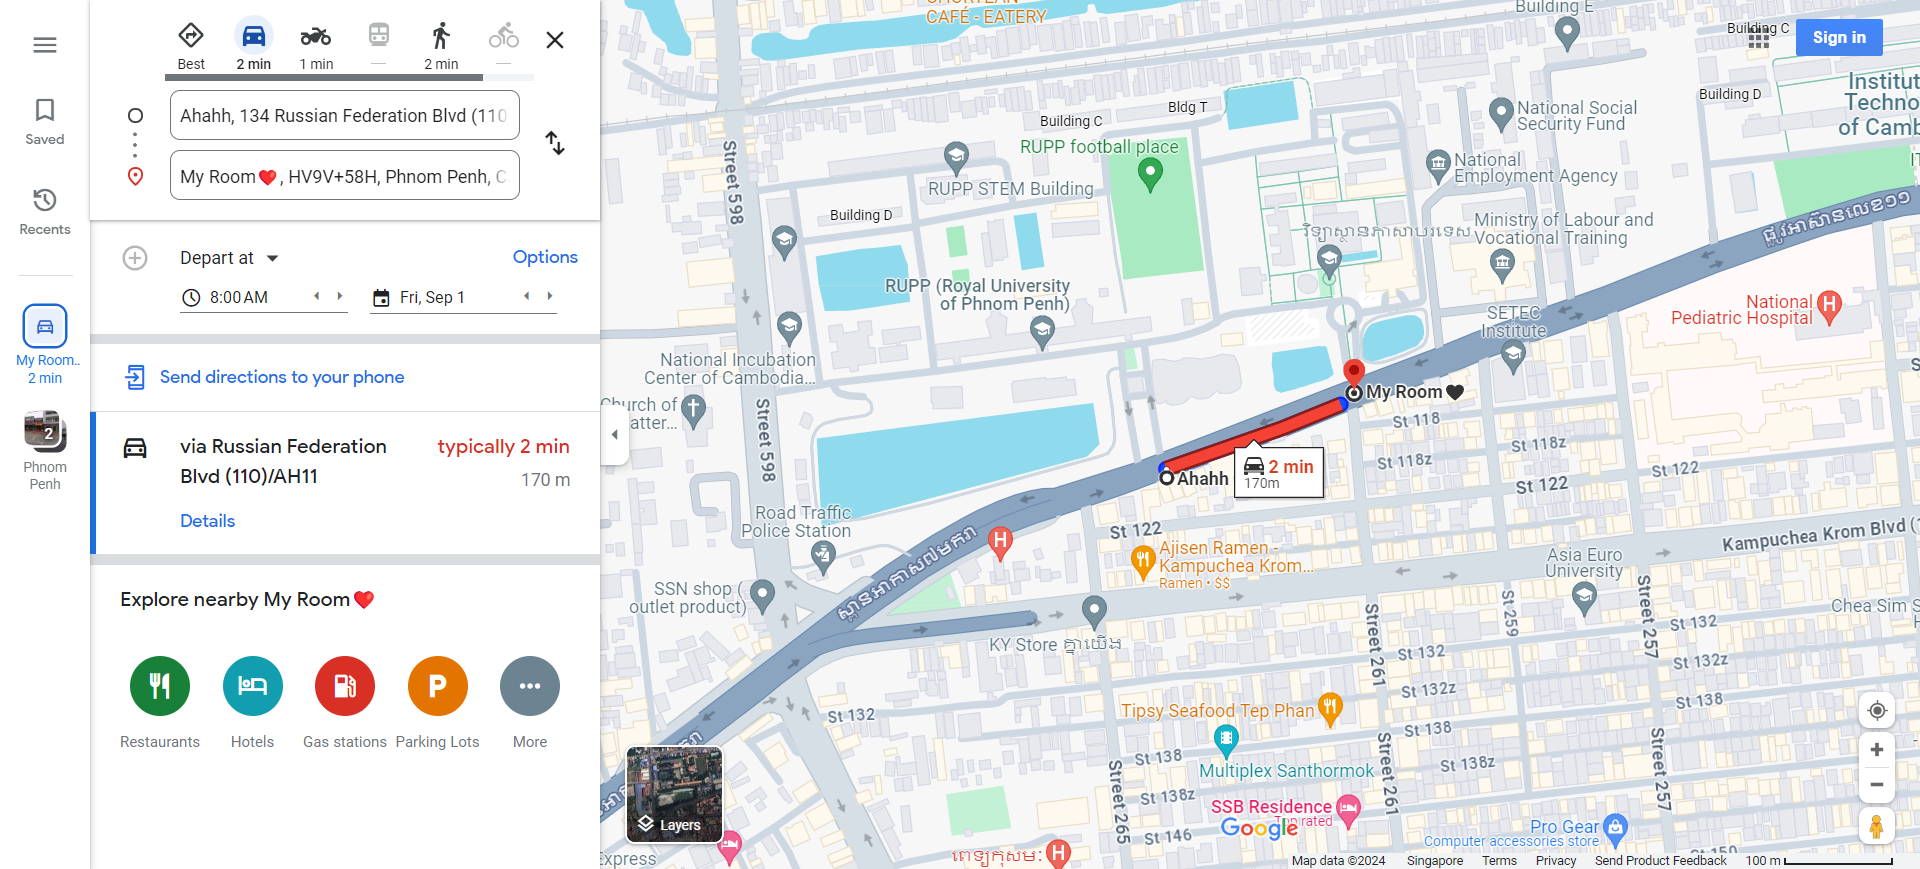 Best
2 min
1 min
—
2 min
—
Ahahh, 134 Russian Federation Blvd (110
My Room❤️, HV9V+58H, Phnom Penh, C
Saved
Recents
My Room..
2 min
2
Phnom
Penh
Depart at
Options
8:00 AM
Fri, Sep 1
Send directions to your phone
via Russian Federation
Blvd (110)/AH11
typically 2 min
170 m
Details
Explore nearby My Room❤️
Restaurants
Hotels
Gas stations
P
Parking Lots
More
Layers
CAFÉ - EATERY
Building E
Building C
Sign in
Building D
Institut
Techno
of Camb
IT
National Social
Security Fund
National
Employment Agency
Ministry of Labour and
Vocational Training
Bldg T
Building C
RUPP football place
RUPP STEM Building
Building D
Street 598
វិទ្យាស្ថានភាសាបរទេស
RUPP (Royal University
of Phnom Penh)
SETEC
Institute
National
Pediatric Hospital
H
National Incubation
Center of Cambodia...
Church of
atter...
Street 598
My Room🖤
Ahahh
2 min
170m
St 118
St 118z
St 118z
St 122
St 122
St 122
Road Traffic
Police Station
H
Ajisen Ramen -
Kampuchea Krom...
Ramen • $$
Kampuchea Krom Blvd (
Asia Euro
University
SSN shop (
outlet product)
KY Store គ្នាយើង
Street 261
St 259
Street 257
Chea Sim S
St 132
St 132
St 132z
St 132z
St 132
St 138
St 138
St 138
Tipsy Seafood Tep Phan
Multiplex Santhormok
Street 265
Street 261
Street 257
St 138z
SSB Residence
Top rated
St 146
Google
Pro Gear
Computer accessories store
H
xpress
Map data ©2024
Singapore
Terms
Privacy
Send Product Feedback
100 m